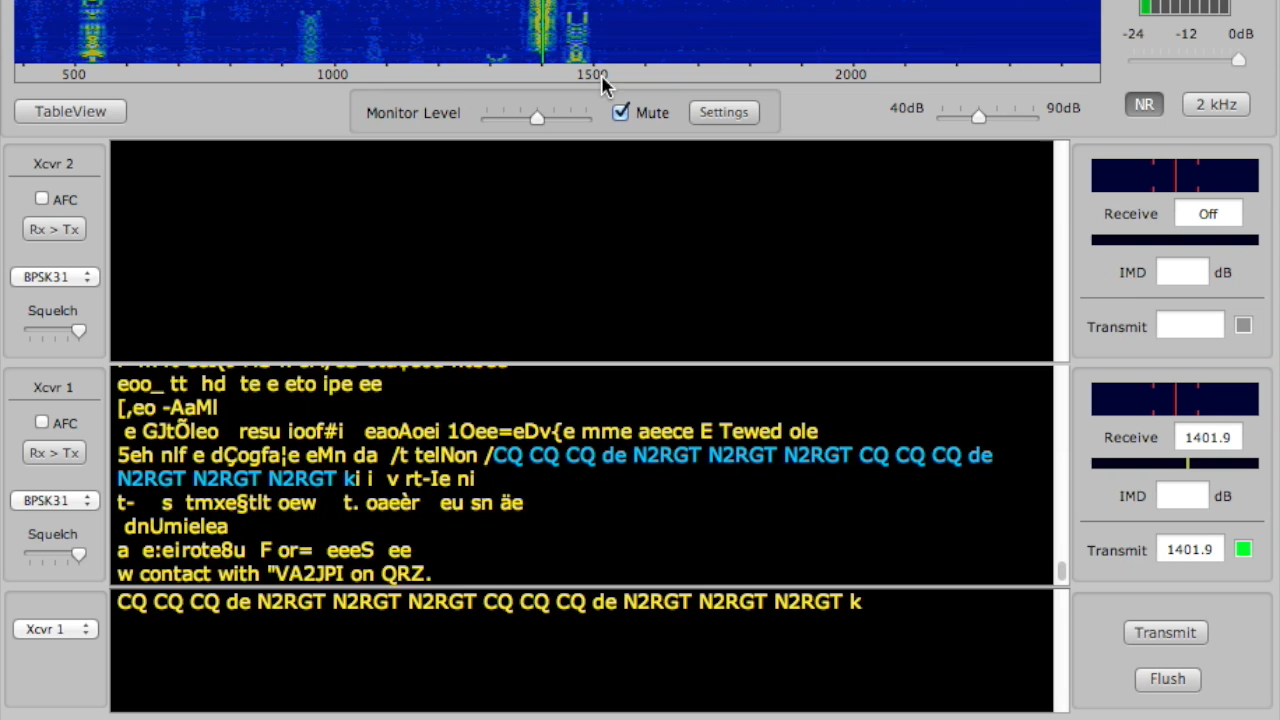 -24 -12 0dB
500 1000 1500 2000
TableView Monitor Level Mute Settings 40dB 90dB NR 2 kHz
Xcvr 2
AFC
Rx > Tx
BPSK31
Squelch
Receive Off
IMD dB
Transmit
Xcvr 1
AFC
Rx > Tx
BPSK31
Squelch
eoo_ tt hd te e eto ipe ee
[,eo -AaMl
e GJtÕleo resu ioof#i eaoAoei 1Oee=eDv{e mme aeece E Tewed ole
5eh nlf e dÇogfa¦e eMn da /t telNon /CQ CQ CQ de N2RGT N2RGT N2RGT CQ CQ CQ de
N2RGT N2RGT N2RGT ki i v rt-Ie ni
t- s tmxe§tlt oew t. oaeèr eu sn äe
dnUmielea
a e:eirote8u F or= eeeS ee
w contact with "VA2JPI on QRZ.
Receive 1401.9
IMD dB
Transmit 1401.9
Xcvr 1
CQ CQ CQ de N2RGT N2RGT N2RGT CQ CQ CQ de N2RGT N2RGT N2RGT k
Transmit
Flush